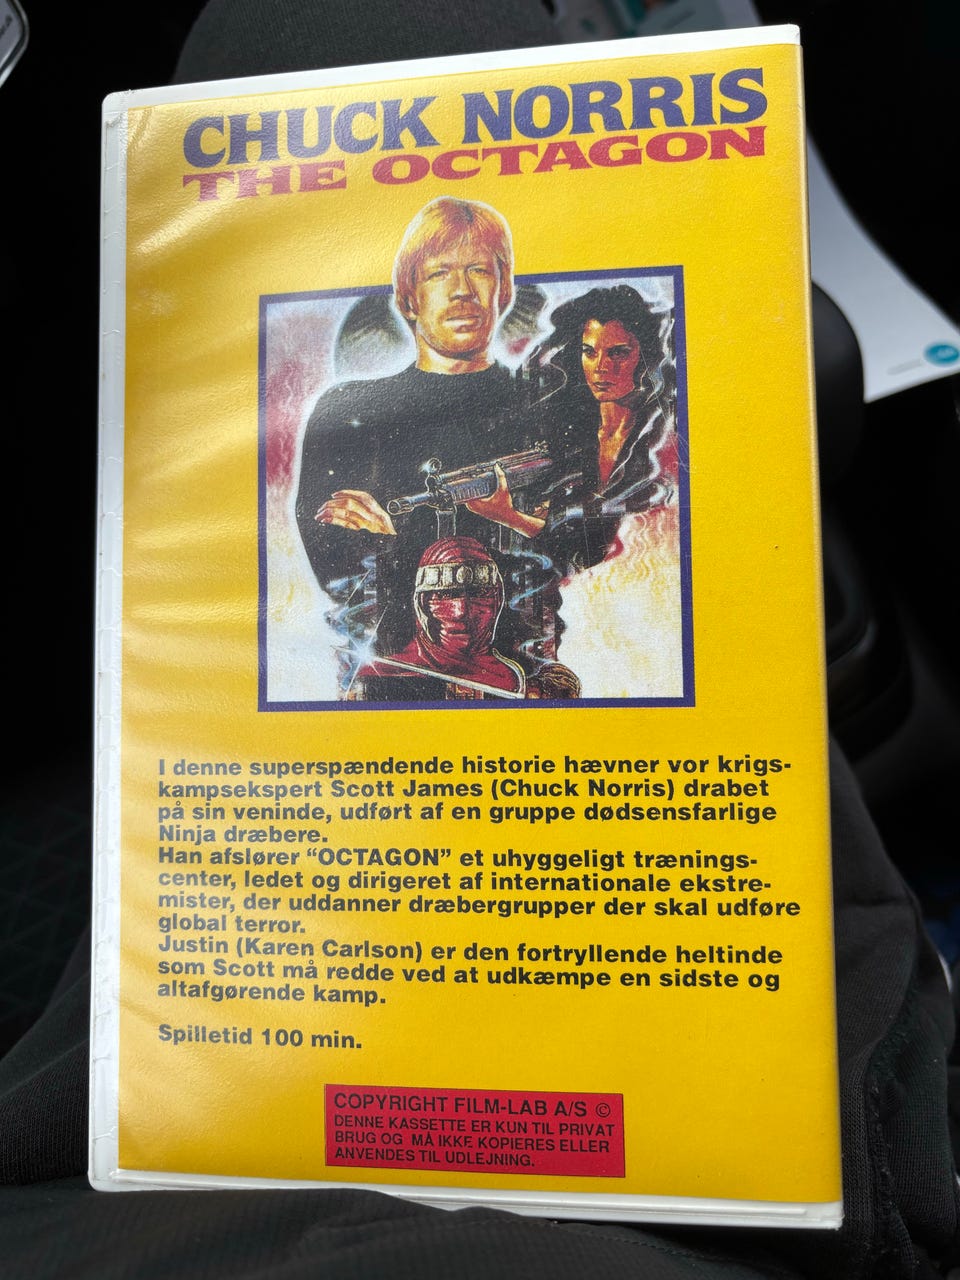 CHUCK NORRIS
THE OCTAGON
I denne superspændende historie hævner vor krigs-
kampsekspert Scott James (Chuck Norris) drabet
på sin veninde, udført af en gruppe dødsensfarlige
Ninja dræbere.
Han afslører “OCTAGON” et uhyggeligt trænings-
center, ledet og dirigeret af internationale ekstre-
mister, der uddanner dræbergrupper der skal udføre
global terror.
Justin (Karen Carlson) er den fortryllende heltinde
som Scott må redde ved at udkæmpe en sidste og
altafgørende kamp.
Spilletid 100 min.
COPYRIGHT FILM-LAB A/S ©
DENNE KASSETTE ER KUN TIL PRIVAT
BRUG OG MÅ IKKE KOPIERES ELLER
ANVENDES TIL UDLEJNING.